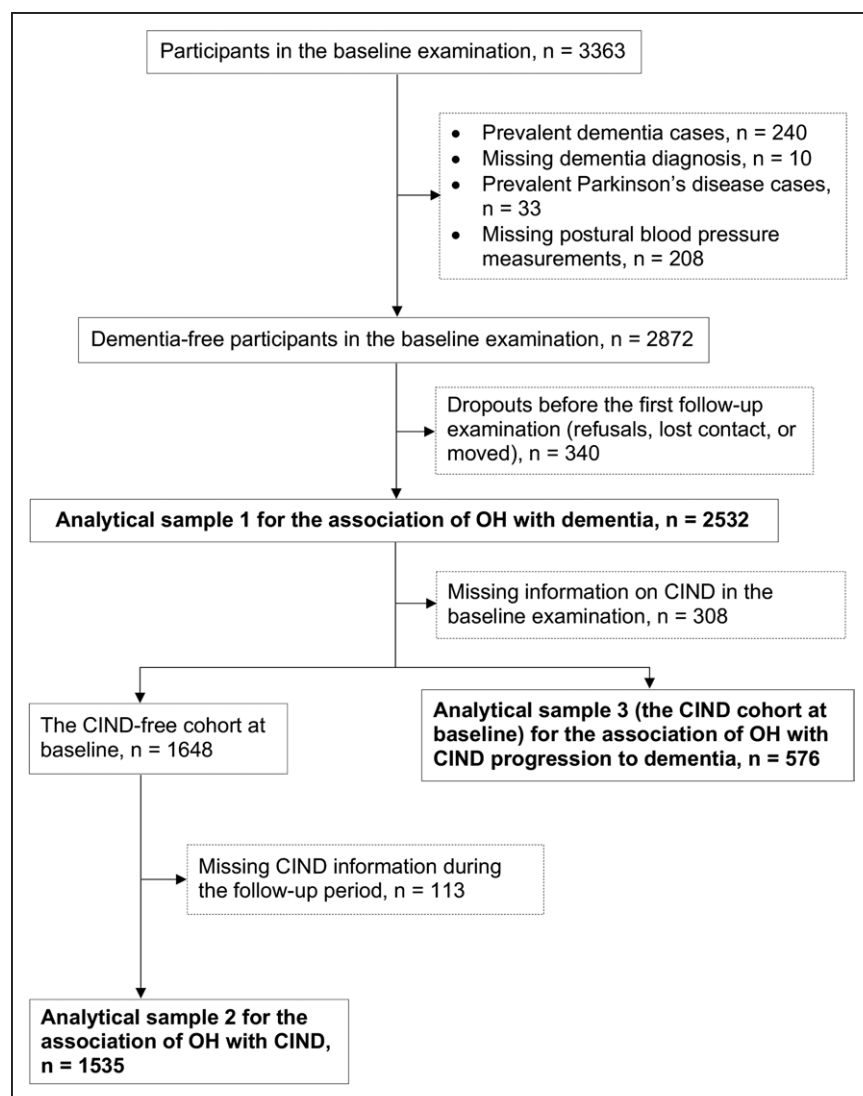 Participants in the baseline examination, n = 3363
• Prevalent dementia cases, n = 240
• Missing dementia diagnosis, n = 10
• Prevalent Parkinson's disease cases,
n = 33
• Missing postural blood pressure
measurements, n = 208
Dementia-free participants in the baseline examination, n = 2872
Dropouts before the first follow-up
examination (refusals, lost contact, or
moved), n = 340
Analytical sample 1 for the association of OH with dementia, n = 2532
Missing information on CIND in the
baseline examination, n = 308
The CIND-free cohort at
baseline, n = 1648
Analytical sample 3 (the CIND cohort at
baseline) for the association of OH with
CIND progression to dementia, n = 576
Missing CIND information during
the follow-up period, n = 113
Analytical sample 2 for the
association of OH with CIND,
n = 1535